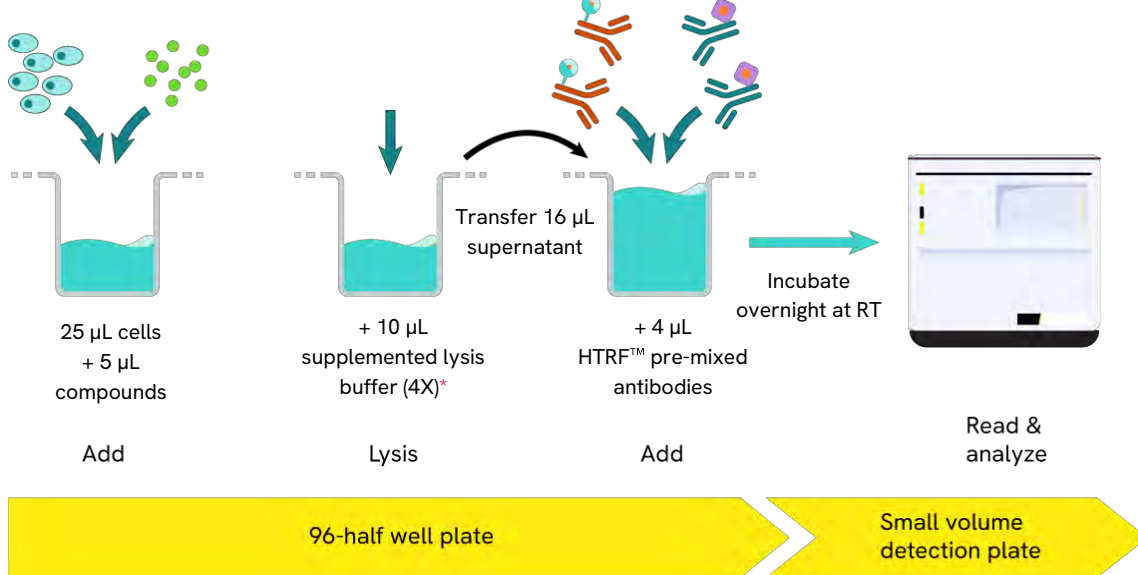 25 µL cells
+ 5 µL
compounds
Add
+ 10 µL
supplemented lysis
buffer (4X)*
Lysis
Transfer 16 µL
supernatant
+ 4 µL
HTRF™ pre-mixed
antibodies
Add
Incubate
overnight at RT
Read &
analyze
96-half well plate
Small volume
detection plate